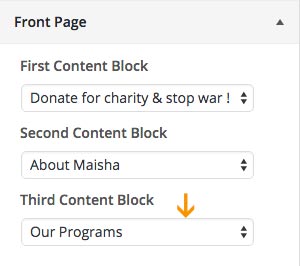 Front Page
First Content Block
Donate for charity & stop war !
Second Content Block
About Maisha
Third Content Block
Our Programs